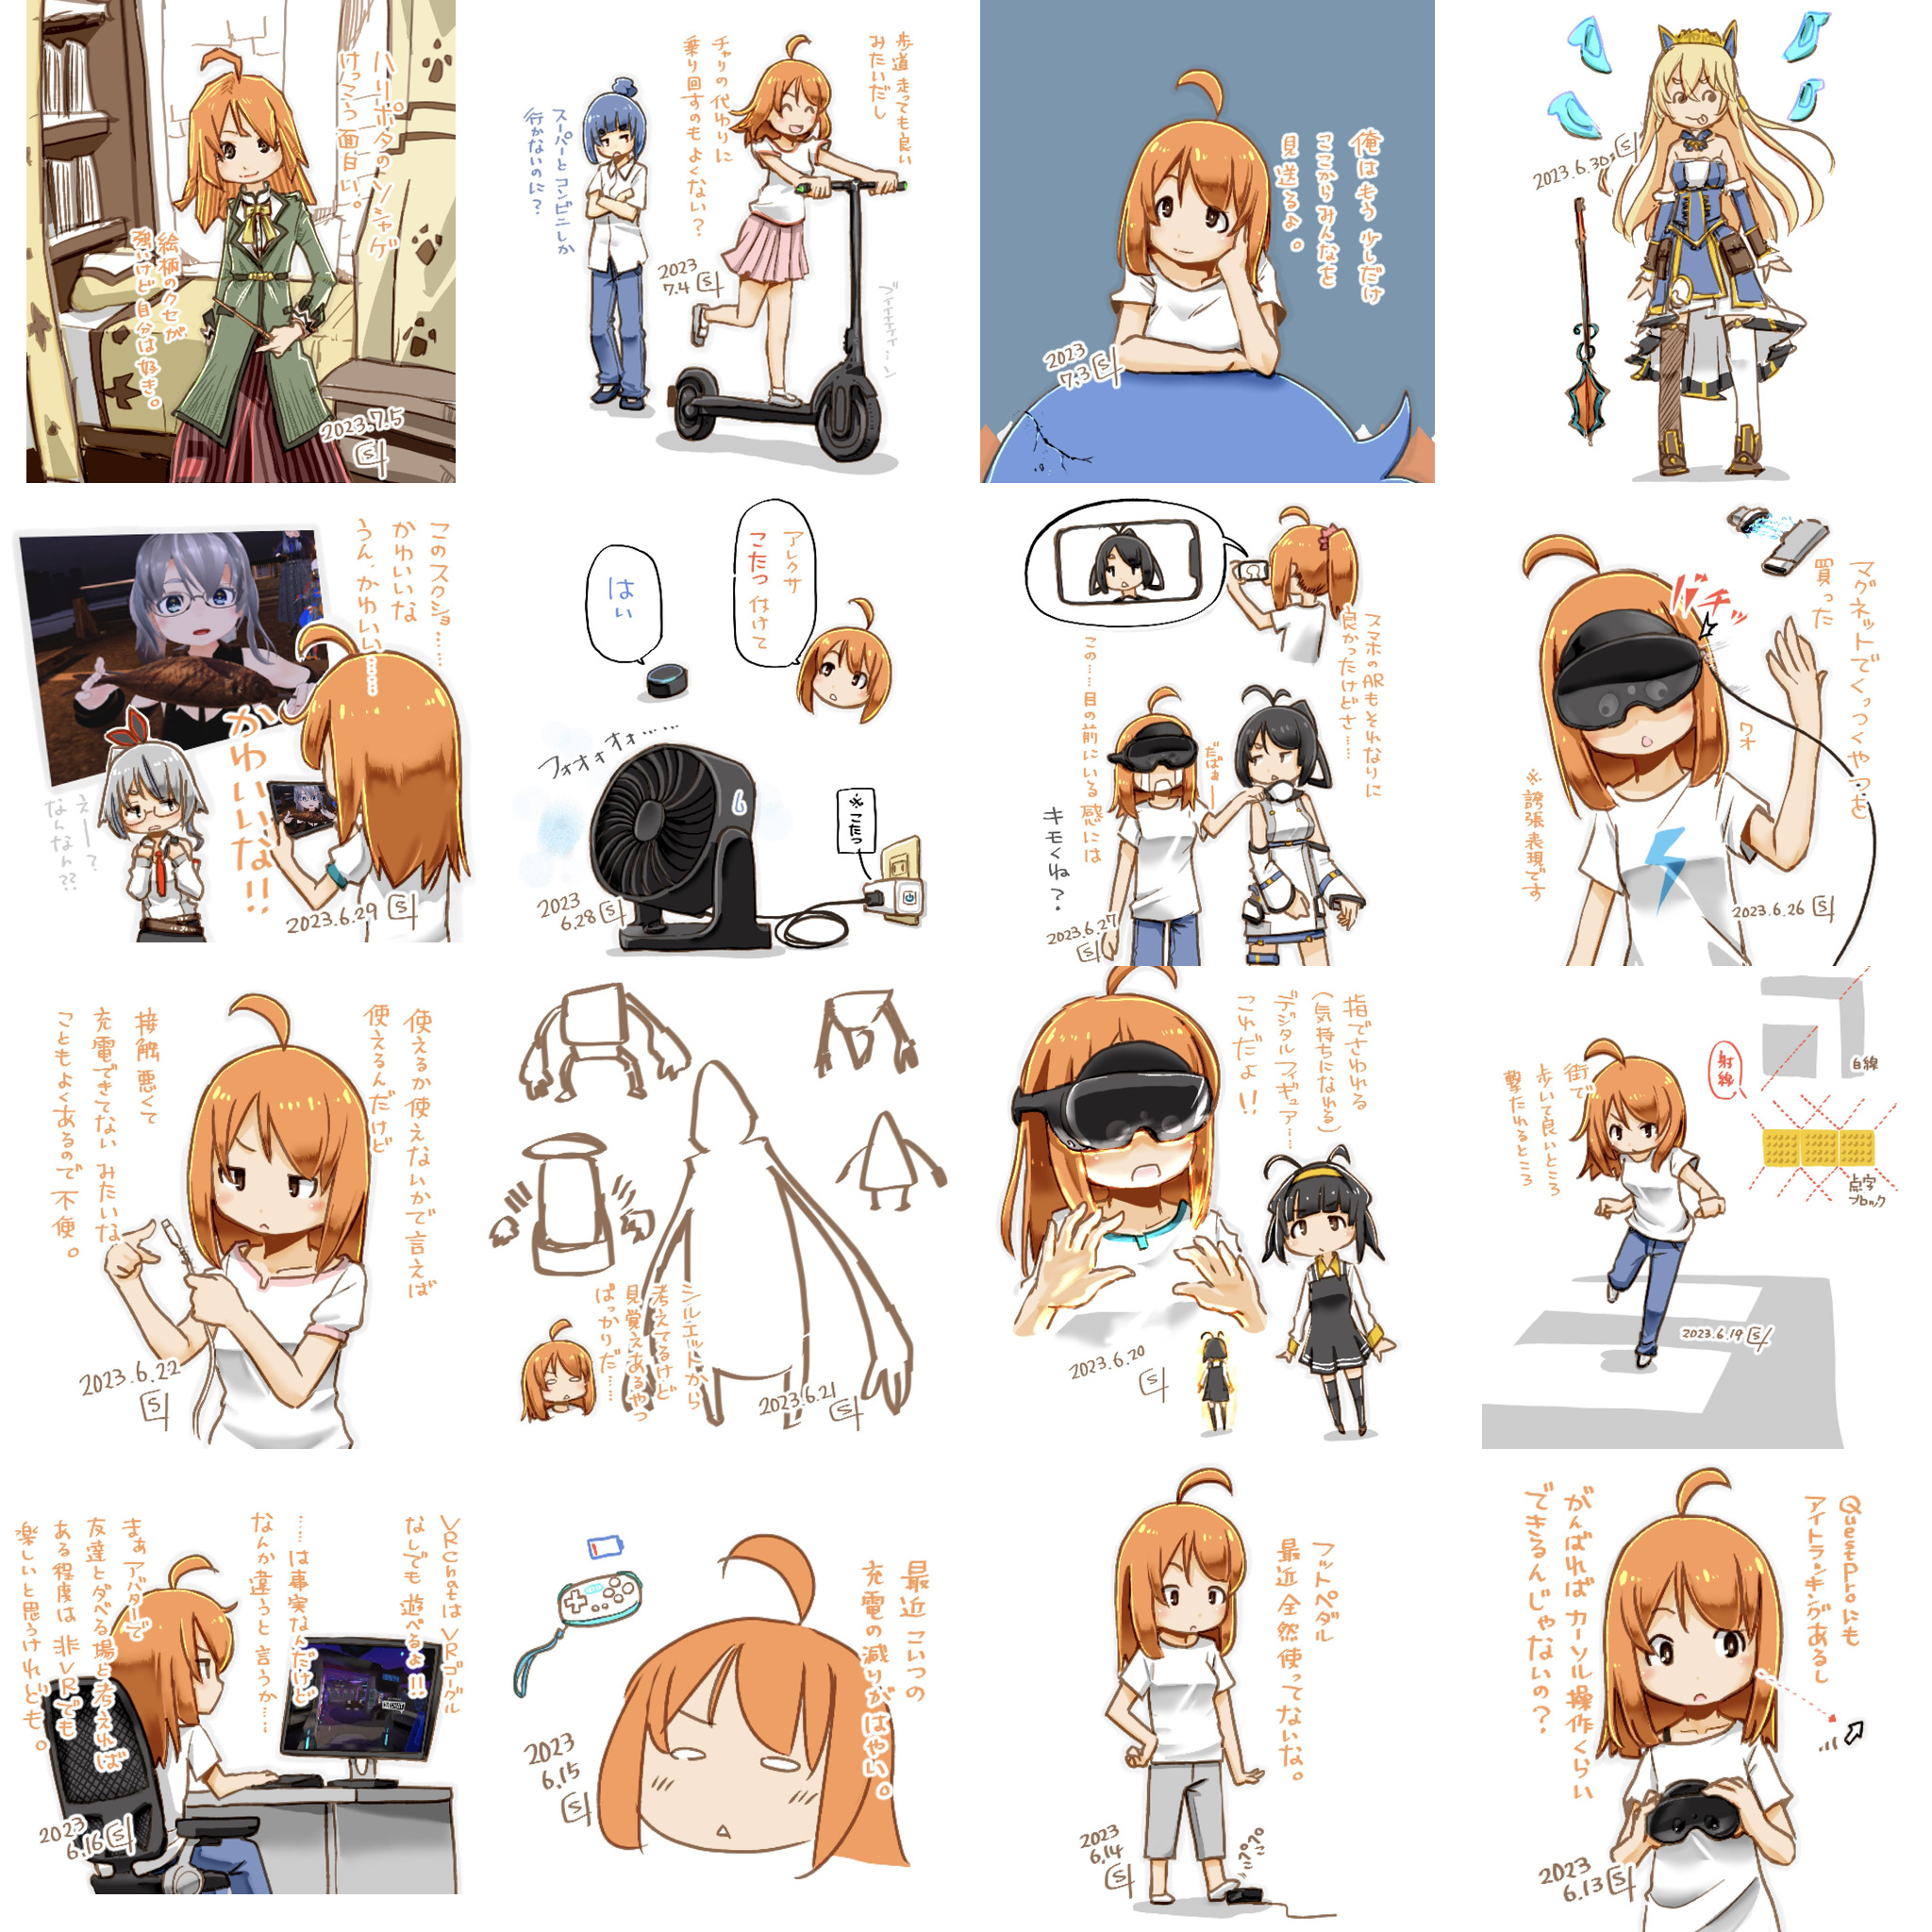 ハリポタのソシャゲ
けっこう面白い。
絵柄のクセが
強いけど自分は好き。
2023.7.5
歩道走っても良い
みたいだし
チャリの代わりに
乗り回すのもよくない？
スーパーとコンビニしか
行かないのに？
2023
7.4
俺はもう少しだけ
ここからみんなを
見送るよ。
2023
7.3
2023.6.30
このスクショ……
かわいいな
うん、かわいい……
かわいいな!!
えー？
なんなん??
2023.6.29
アレクサ
こたつ付けて
はい
フォオオォォ……
※こたつ
2023
6.28
スマホのARもそれなりに
良かったけどさ……
この……目の前にいる感には
だばぁー
キモくね？
2023.6.27
マグネットでくっつくやつも
買った
バチッ
ワオ
※誇張表現です
2023.6.26
使えるか使えないかで言えば
使えるんだけど
接触悪くて
充電できてないみたいな
こともよくあるので不便。
2023.6.22
シルエットから
考えてるけど
見覚えあるやつ
ばっかりだ……
2023.6.21
指でさわれる
(気持ちになれる)
デジタルフィギュア……
これだよ!!
2023.6.20
白線
射線
点字
ブロック
街で
歩いて良いところ
撃たれるところ
2023.6.19
VRChatはVRゴーグル
なしでも遊べるよ!!
……は事実なんだけど
なんか違うと言うか……
まぁアバターで
友達とダベる場と考えれば
ある程度は非VRでも
楽しいと思うけれども。
2023
6.16
最近こいつの
充電の減りがはやい。
2023
6.15
フットペダル
最近全然使ってないな。
2023
6.14
QuestProにも
アイトラッキングあるし
がんばればカーソル操作くらい
できるんじゃないの？
2023
6.13